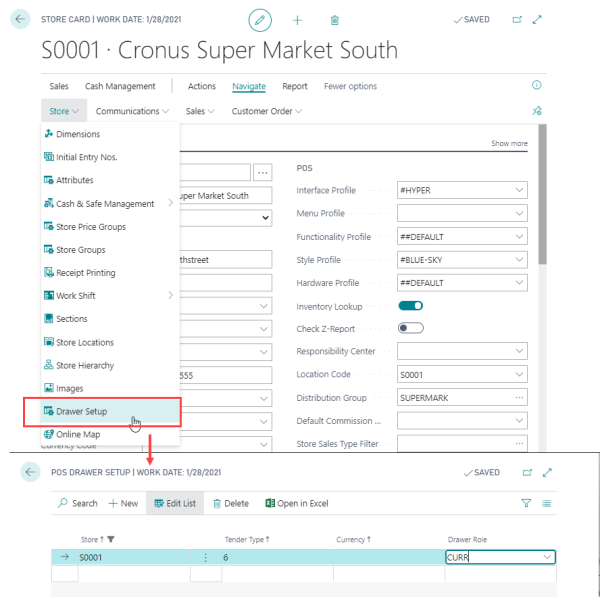 STORE CARD | WORK DATE: 1/28/2021
SAVED
S0001 · Cronus Super Market South
Sales Cash Management Actions Navigate Report Fewer options
Store Communications Sales Customer Order
Dimensions
Initial Entry Nos.
Attributes
Cash & Safe Management
Store Price Groups
Store Groups
Receipt Printing
Work Shift
Sections
Store Locations
Store Hierarchy
Images
Drawer Setup
Online Map
Currency Code
Show more
uper Market South
thstreet
555
POS
Interface Profile #HYPER
Menu Profile
Functionality Profile ##DEFAULT
Style Profile #BLUE-SKY
Hardware Profile ##DEFAULT
Inventory Lookup
Check Z-Report
Responsibility Center
Location Code S0001
Distribution Group SUPERMARK
Default Commission ...
Store Sales Type Filter
POS DRAWER SETUP | WORK DATE: 1/28/2021
SAVED
Search + New Edit List Delete Open in Excel
Store ↑ Tender Type ↑ Currency ↑ Drawer Role
→ S0001 6 CURR